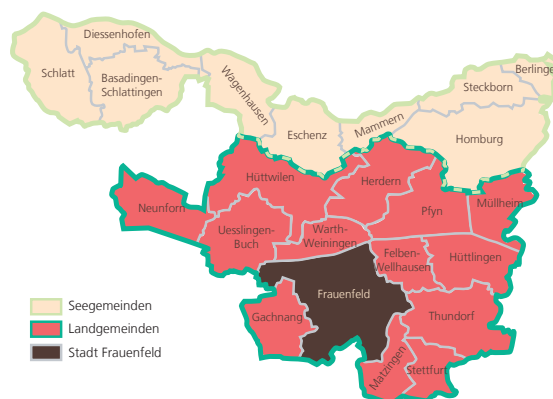 Diessenhofen
Schlatt
Basadingen-
Schlattingen
Wagenhausen
Eschenz
Mammern
Steckborn
Berlinge
Homburg
Hüttwilen
Herdern
Neunforn
Pfyn
Müllheim
Uesslingen-
Buch
Warth-
Weiningen
Felben-
Wellhausen
Hüttlingen
Frauenfeld
Gachnang
Thundorf
Matzingen
Stettfurt
Seegemeinden
Landgemeinden
Stadt Frauenfeld